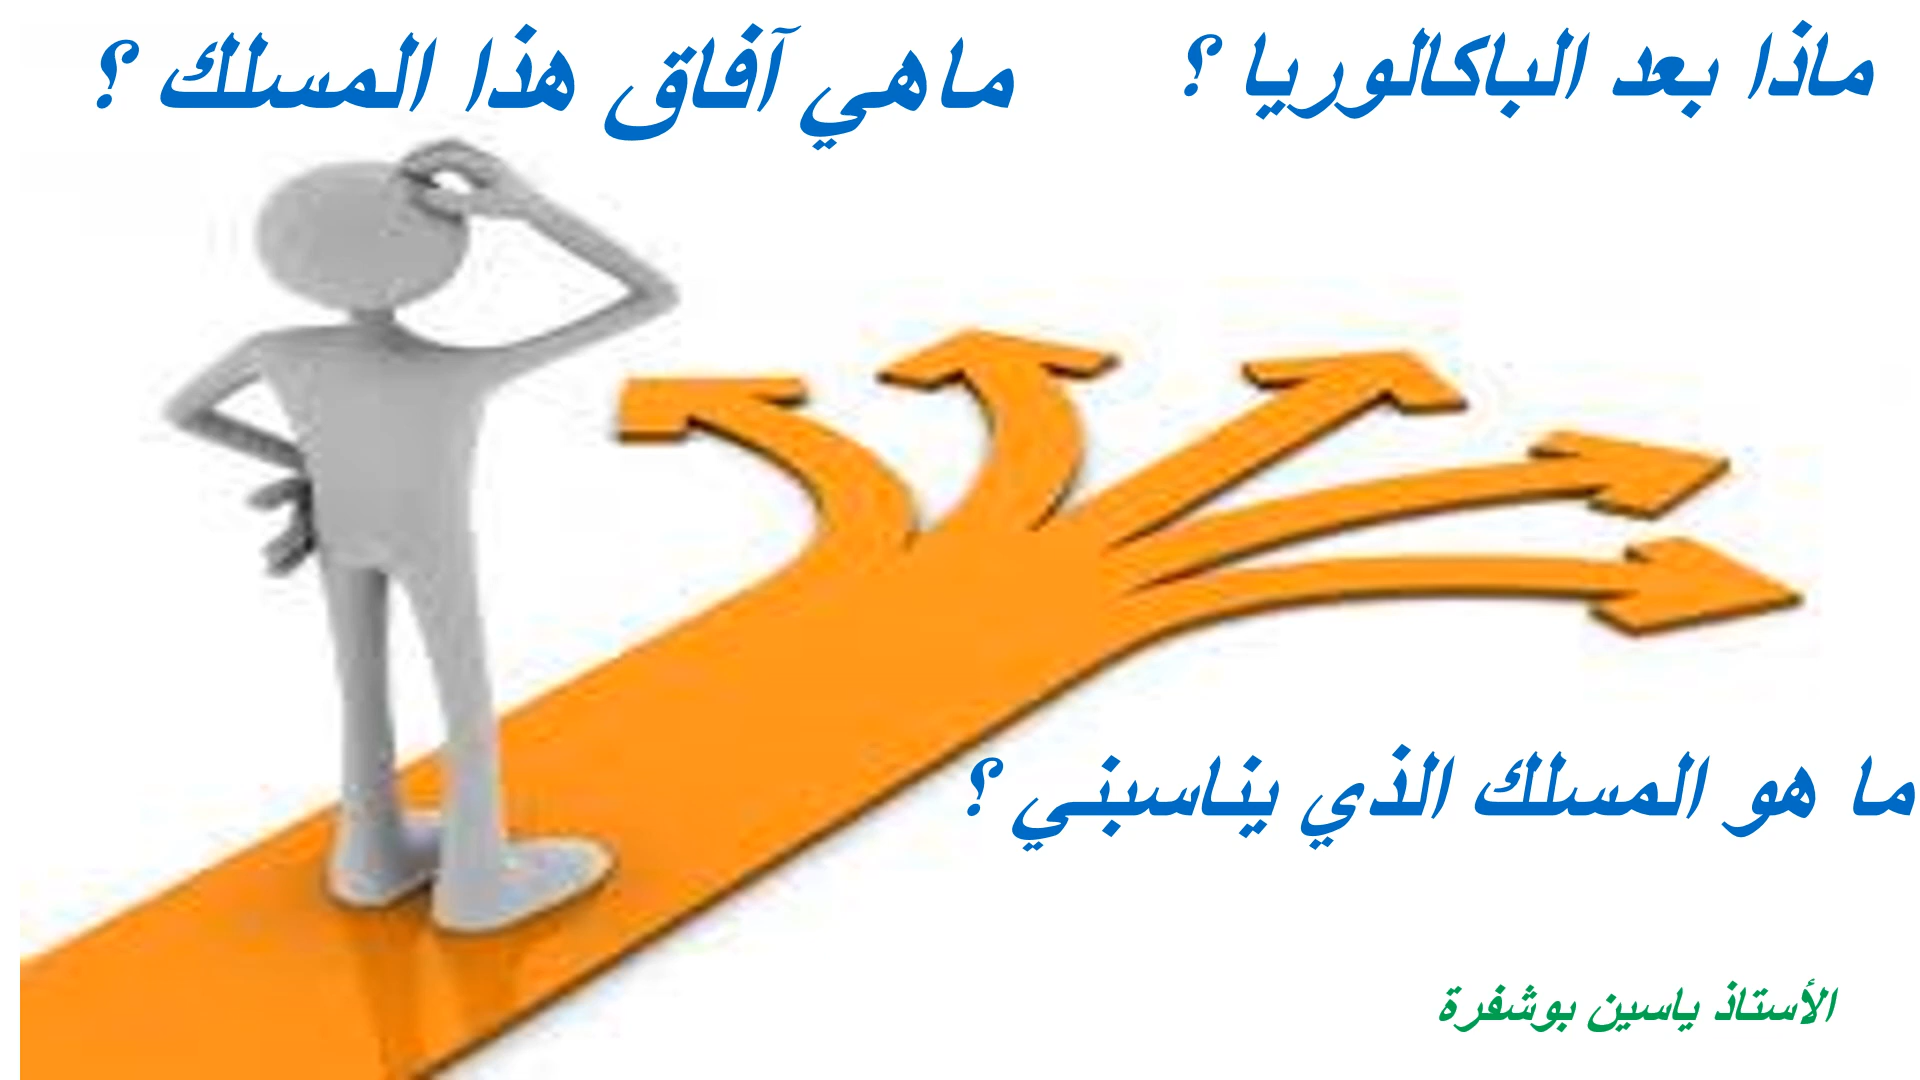 ماذا بعد الباكالوريا ؟
ماهي آفاق هذا المسلك ؟
ما هو المسلك الذي يناسبني ؟
الأستاذ ياسين بوشفرة